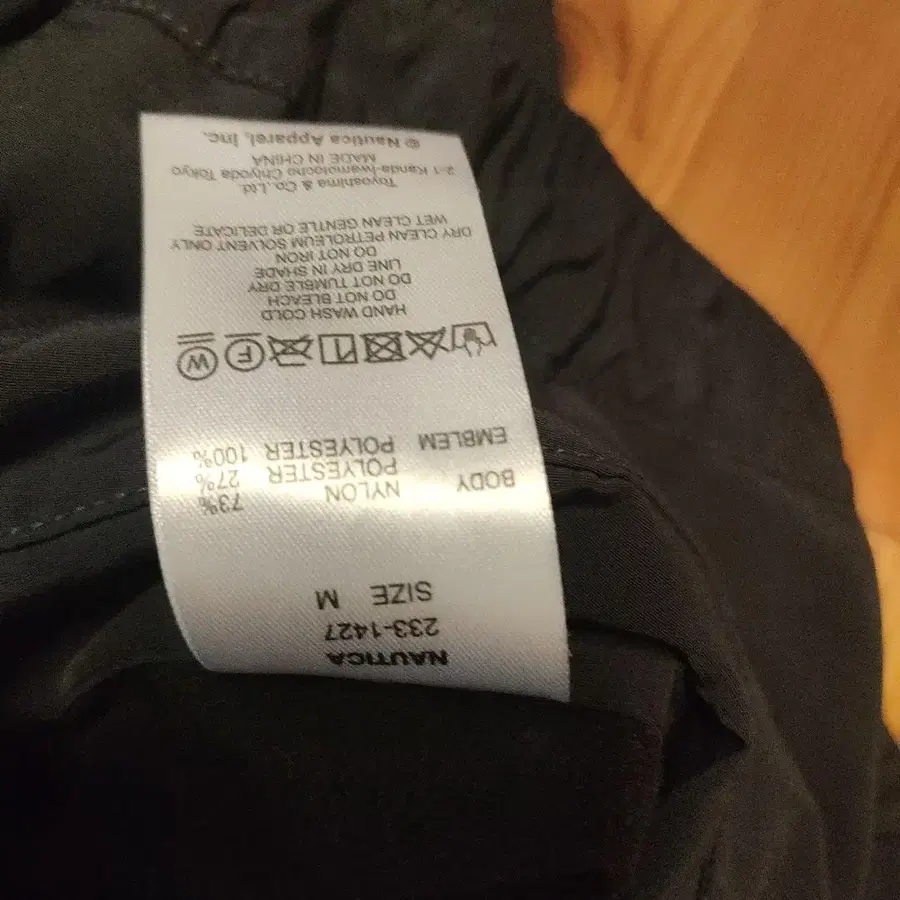 NAUTICA
233-1427
SIZE M
BODY NYLON 73%
POLYESTER 27%
EMBLEM POLYESTER 100%
W F
HAND WASH COLD
DO NOT BLEACH
DO NOT TUMBLE DRY
LINE DRY IN SHADE
DO NOT IRON
DRY CLEAN PETROLEUM SOLVENT ONLY
WET CLEAN GENTLE OR DELICATE
Toyoshima & Co.,Ltd.
2-1 Kanda-Iwamotocho Chiyoda Tokyo
MADE IN CHINA
© Nautica Apparel, Inc.